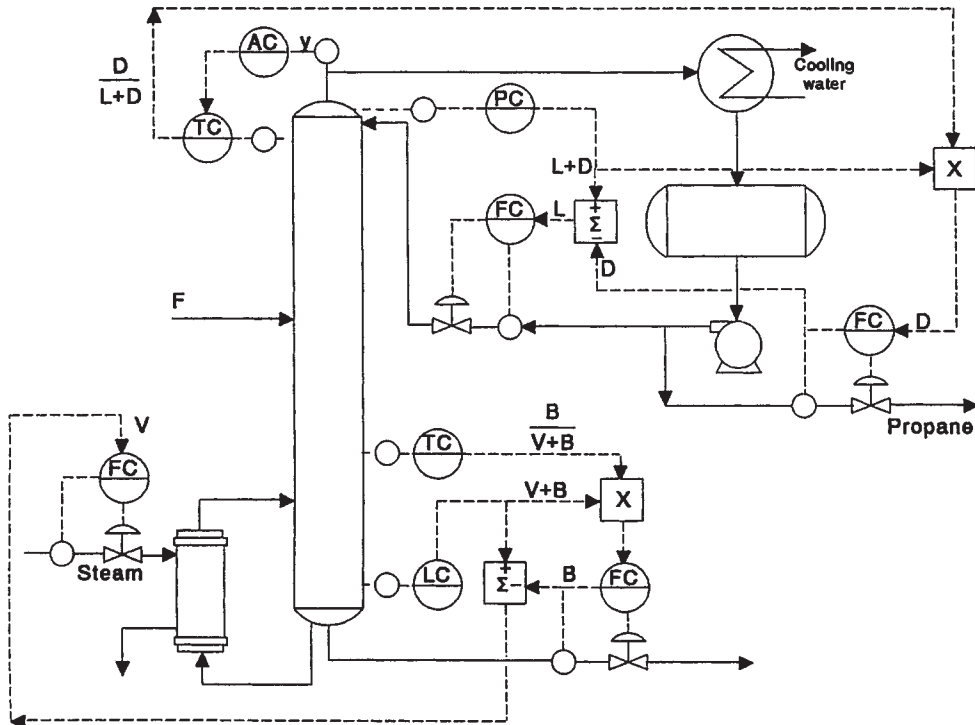 AC
y
D
L+D
TC
PC
Cooling
water
X
L+D
FC
L
+
Σ
−
D
FC
D
F
Propane
B
V+B
TC
V
FC
X
V+B
Steam
LC
+
Σ−
B
FC